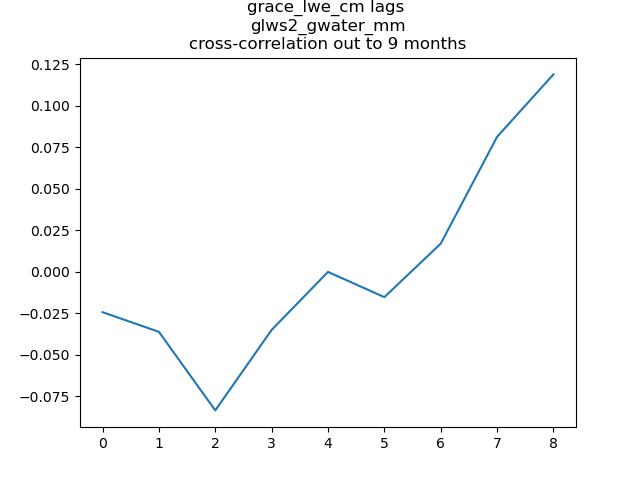 grace_lwe_cm lags
glws2_gwater_mm
cross-correlation out to 9 months
0.125
0.100
0.075
0.050
0.025
0.000
−0.025
−0.050
−0.075
0 1 2 3 4 5 6 7 8